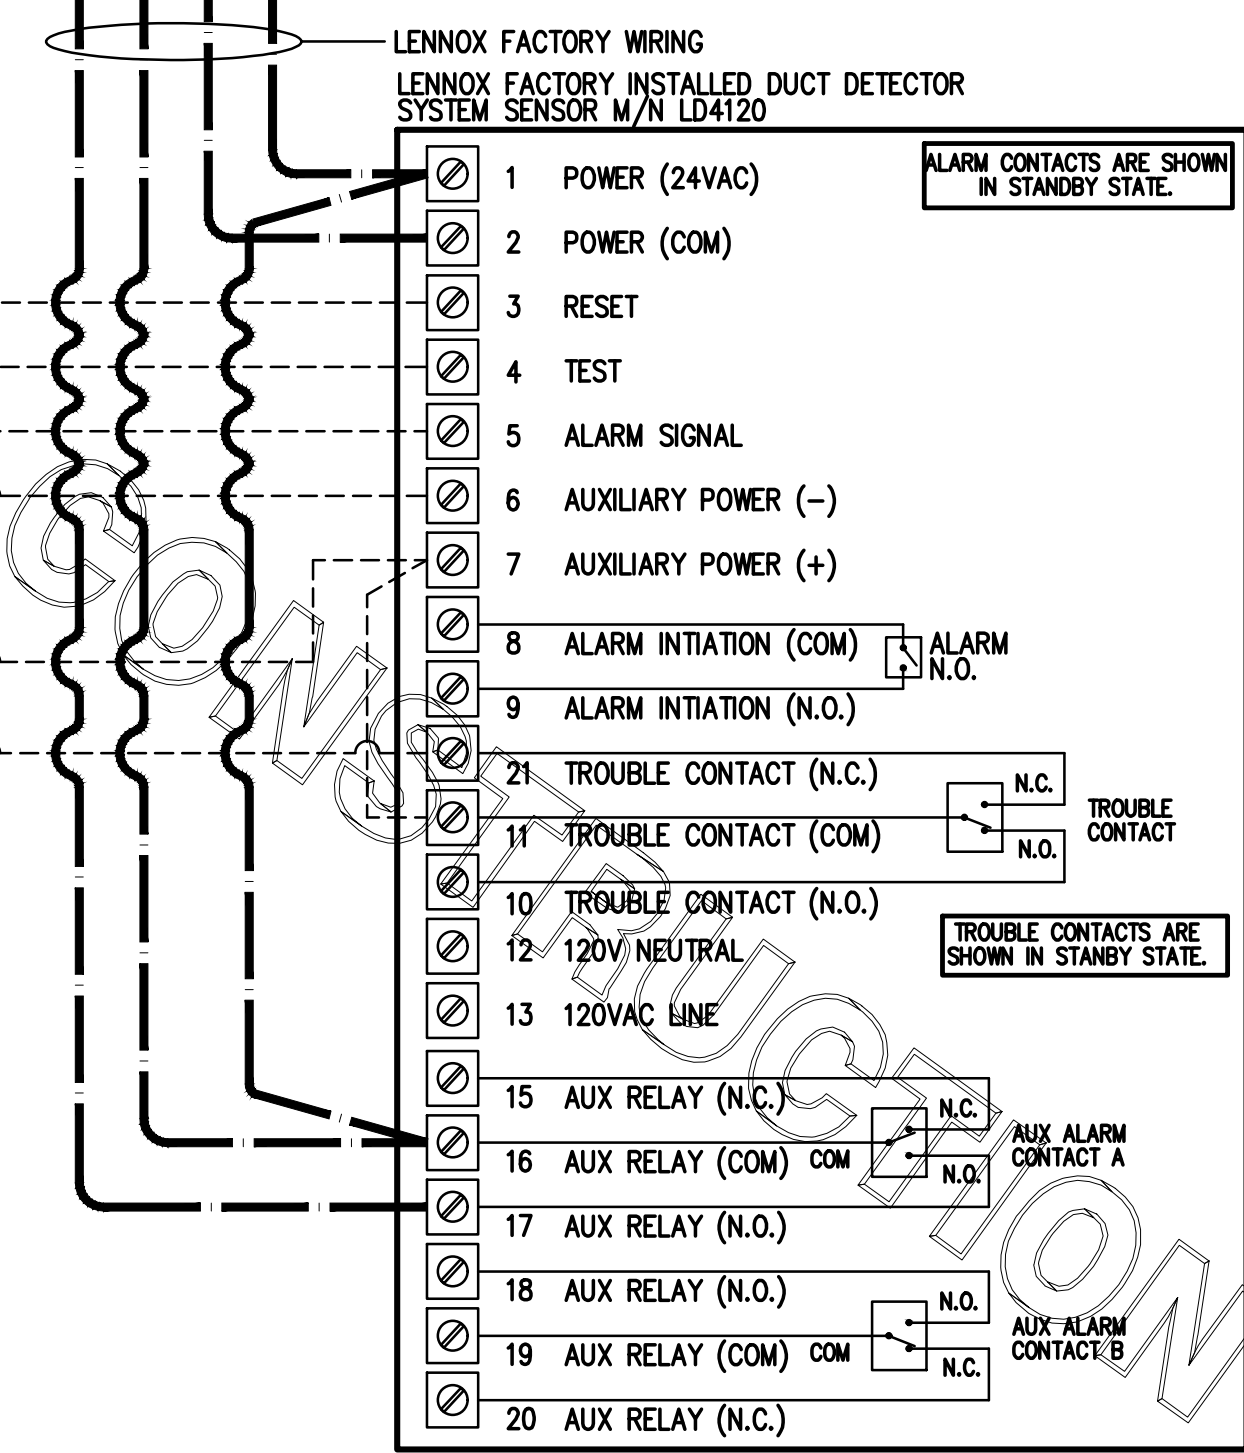 LENNOX FACTORY WIRING
LENNOX FACTORY INSTALLED DUCT DETECTOR
SYSTEM SENSOR M/N LD4120
ALARM CONTACTS ARE SHOWN
IN STANDBY STATE.
1 POWER (24VAC)
2 POWER (COM)
3 RESET
4 TEST
5 ALARM SIGNAL
6 AUXILIARY POWER (-)
7 AUXILIARY POWER (+)
8 ALARM INTIATION (COM)
ALARM
N.O.
9 ALARM INTIATION (N.O.)
21 TROUBLE CONTACT (N.C.)
N.C.
TROUBLE
CONTACT
11 TROUBLE CONTACT (COM)
N.O.
10 TROUBLE CONTACT (N.O.)
TROUBLE CONTACTS ARE
SHOWN IN STANBY STATE.
12 120V NEUTRAL
13 120VAC LINE
15 AUX RELAY (N.C.)
N.C.
AUX ALARM
CONTACT A
16 AUX RELAY (COM) COM
N.O.
17 AUX RELAY (N.O.)
18 AUX RELAY (N.O.)
N.O.
AUX ALARM
CONTACT B
19 AUX RELAY (COM) COM
N.C.
20 AUX RELAY (N.C.)
CONSTRUCTION